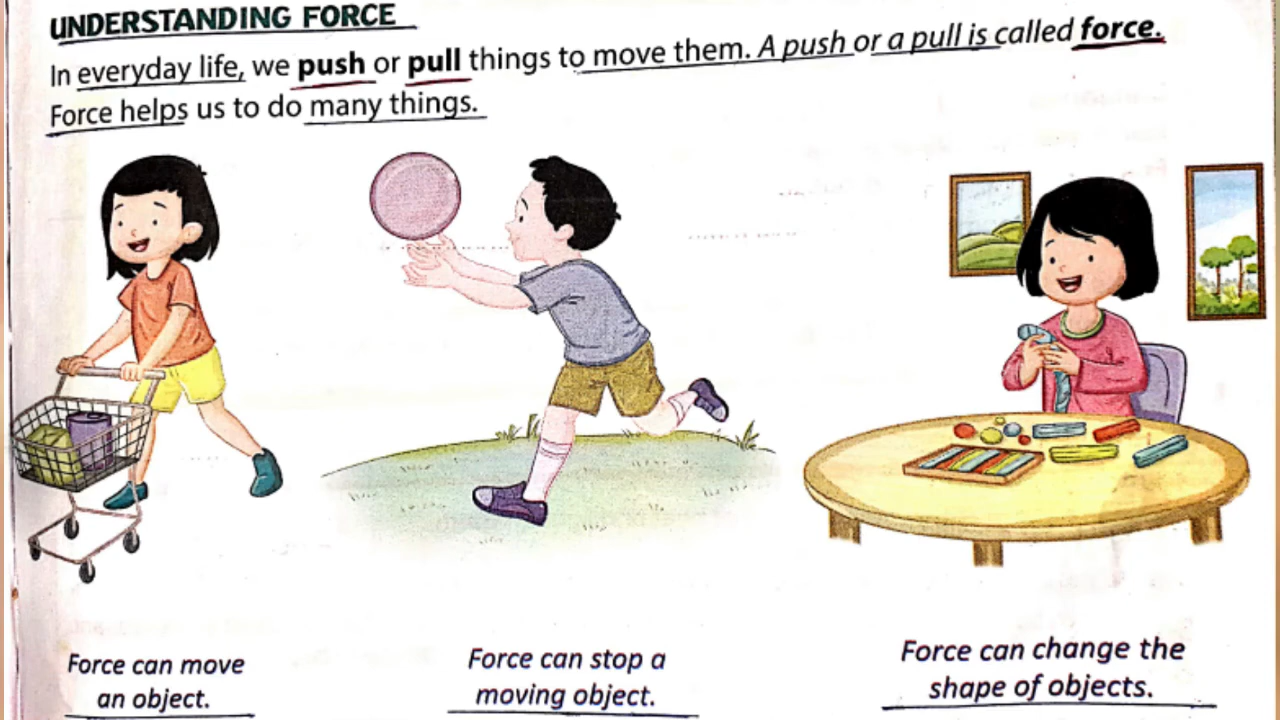 UNDERSTANDING FORCE
In everyday life, we push or pull things to move them. A push or a pull is called force.
Force helps us to do many things.
Force can move
an object.
Force can stop a
moving object.
Force can change the
shape of objects.